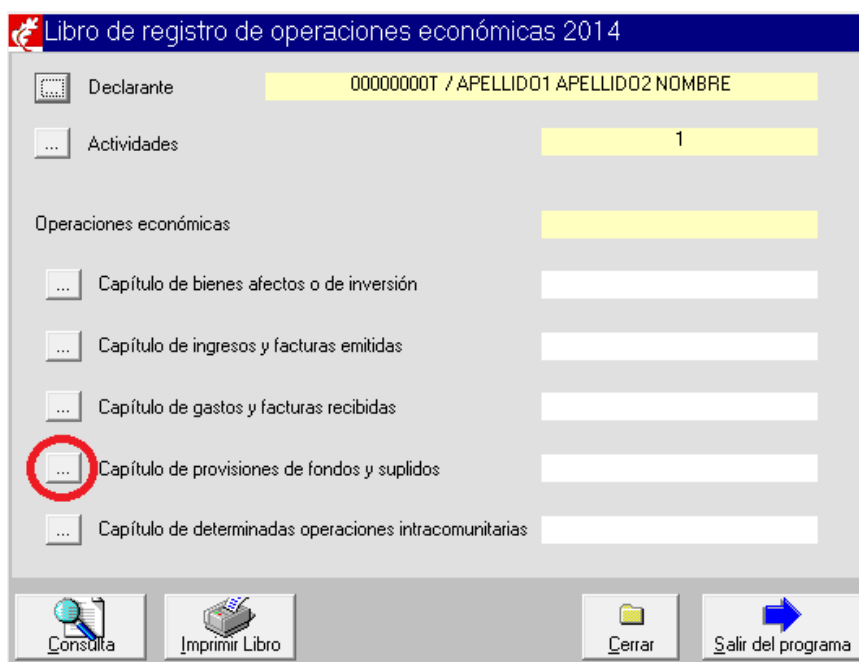 Libro de registro de operaciones económicas 2014
... Declarante 00000000T / APELLIDO1 APELLIDO2 NOMBRE
... Actividades 1
Operaciones económicas
... Capítulo de bienes afectos o de inversión
... Capítulo de ingresos y facturas emitidas
... Capítulo de gastos y facturas recibidas
... Capítulo de provisiones de fondos y suplidos
... Capítulo de determinadas operaciones intracomunitarias
Consulta Imprimir Libro Cerrar Salir del programa